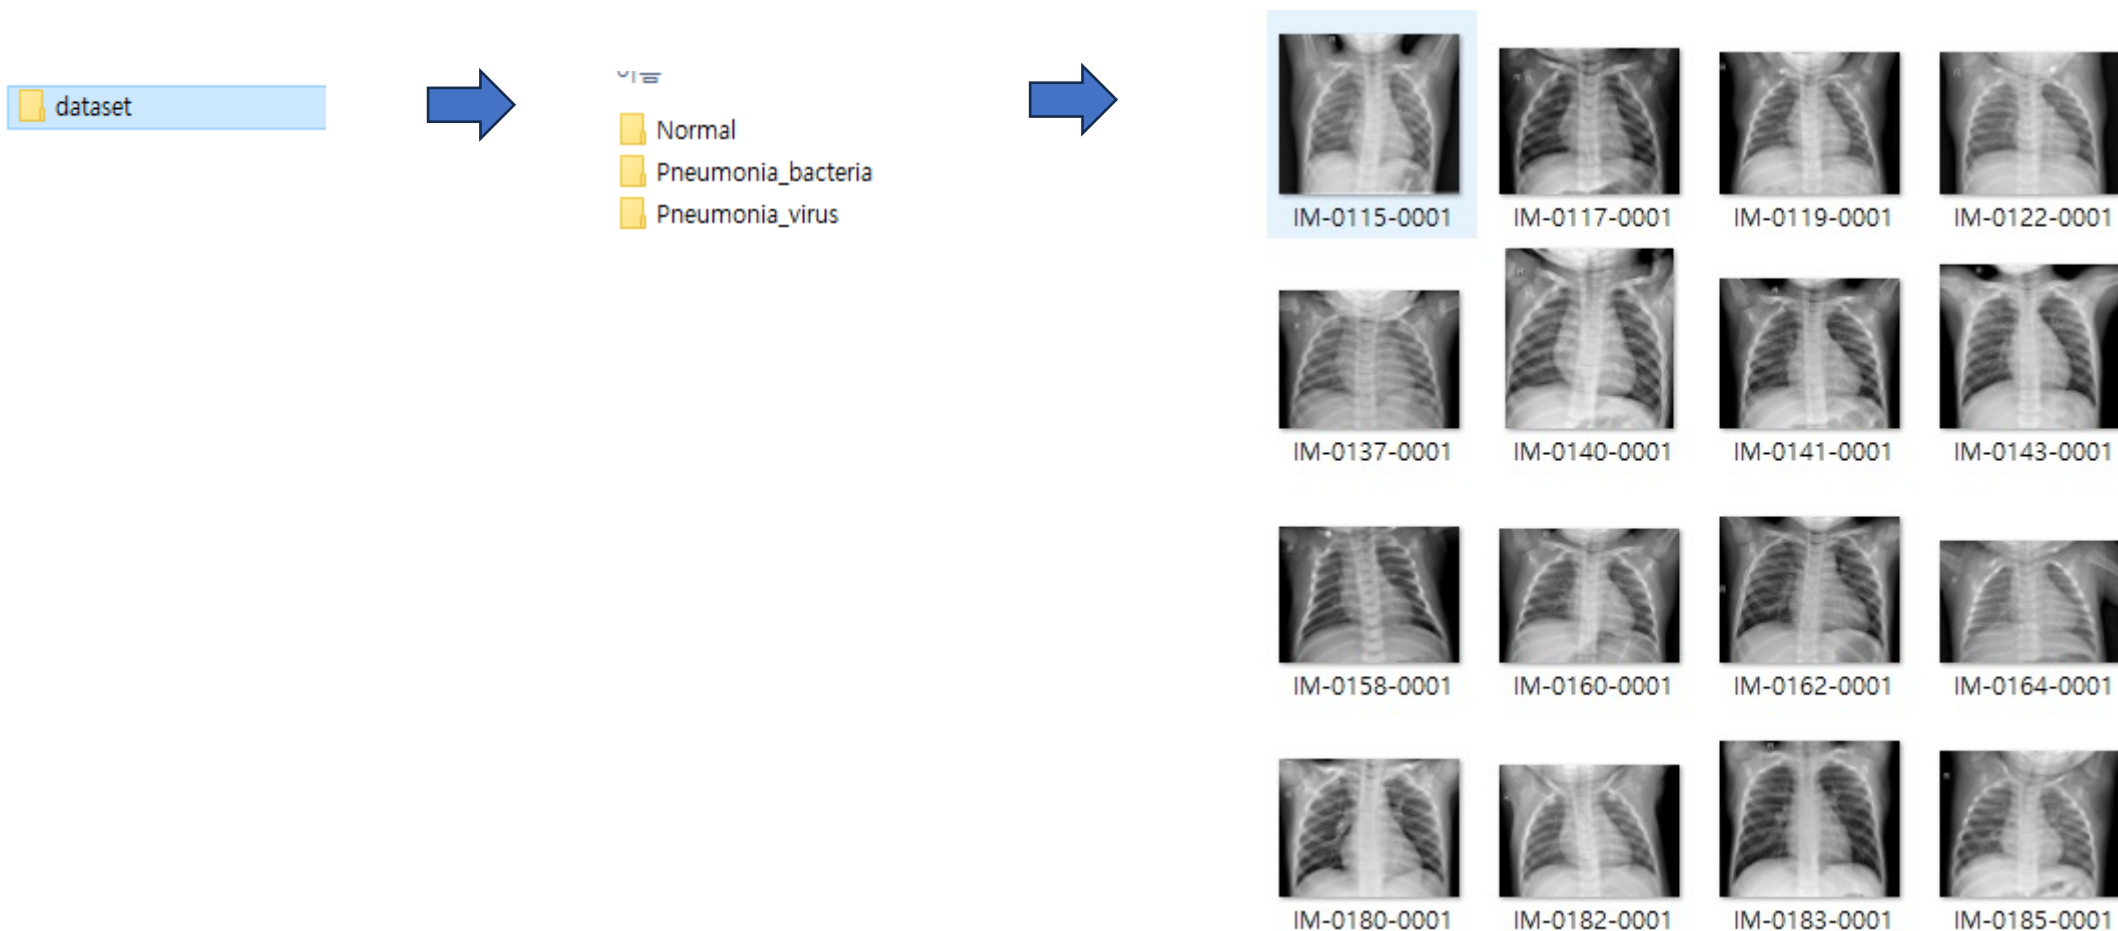 dataset
Normal
Pneumonia_bacteria
Pneumonia_virus
IM-0115-0001
IM-0117-0001
IM-0119-0001
IM-0122-0001
IM-0137-0001
IM-0140-0001
IM-0141-0001
IM-0143-0001
IM-0158-0001
IM-0160-0001
IM-0162-0001
IM-0164-0001
IM-0180-0001
IM-0182-0001
IM-0183-0001
IM-0185-0001